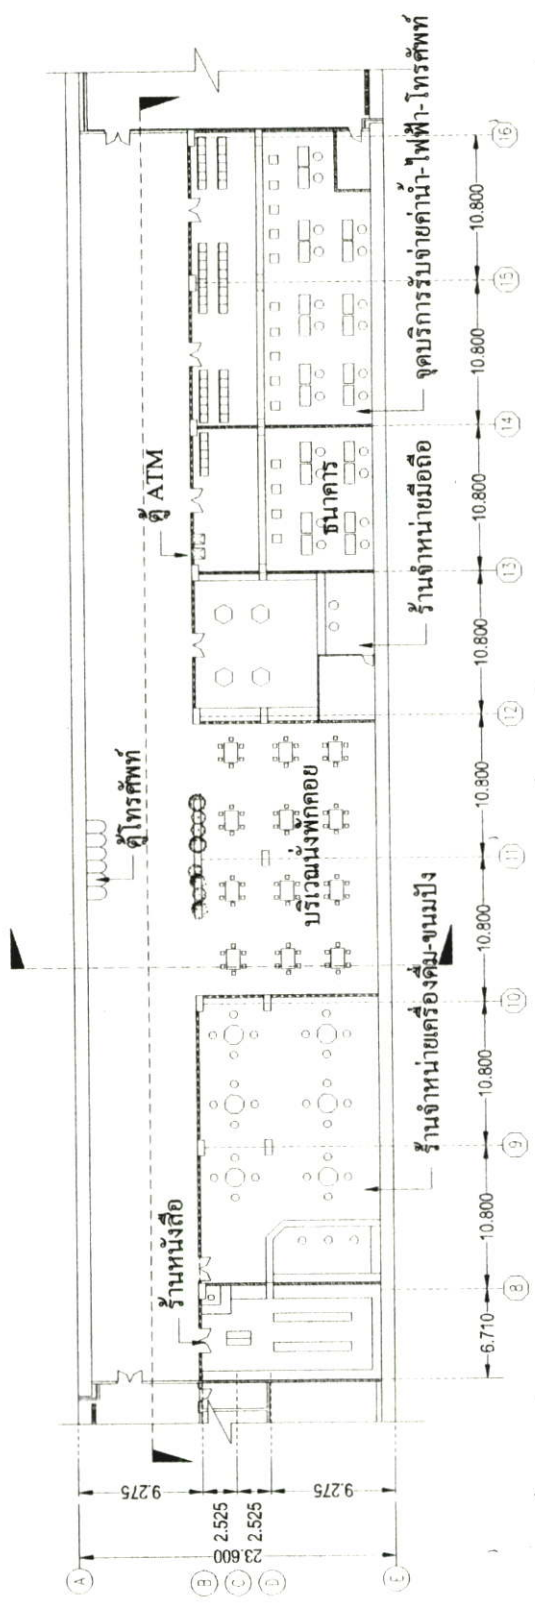 ตู้โทรศัพท์
ตู้ ATM
ร้านหนังสือ
บริเวณนั่งพักคอย
ธนาคาร
ร้านจำหน่ายเครื่องดื่ม-ขนมปัง
ร้านจำหน่ายมือถือ
จุดบริการรับจ่ายค่าน้ำ-ไฟฟ้า-โทรศัพท์
A
B
C
D
E
9.275
2.525
2.525
9.275
23.600
6.710
10.800
10.800
10.800
10.800
10.800
10.800
10.800
10.800
8
9
10
11
12
13
14
15
16